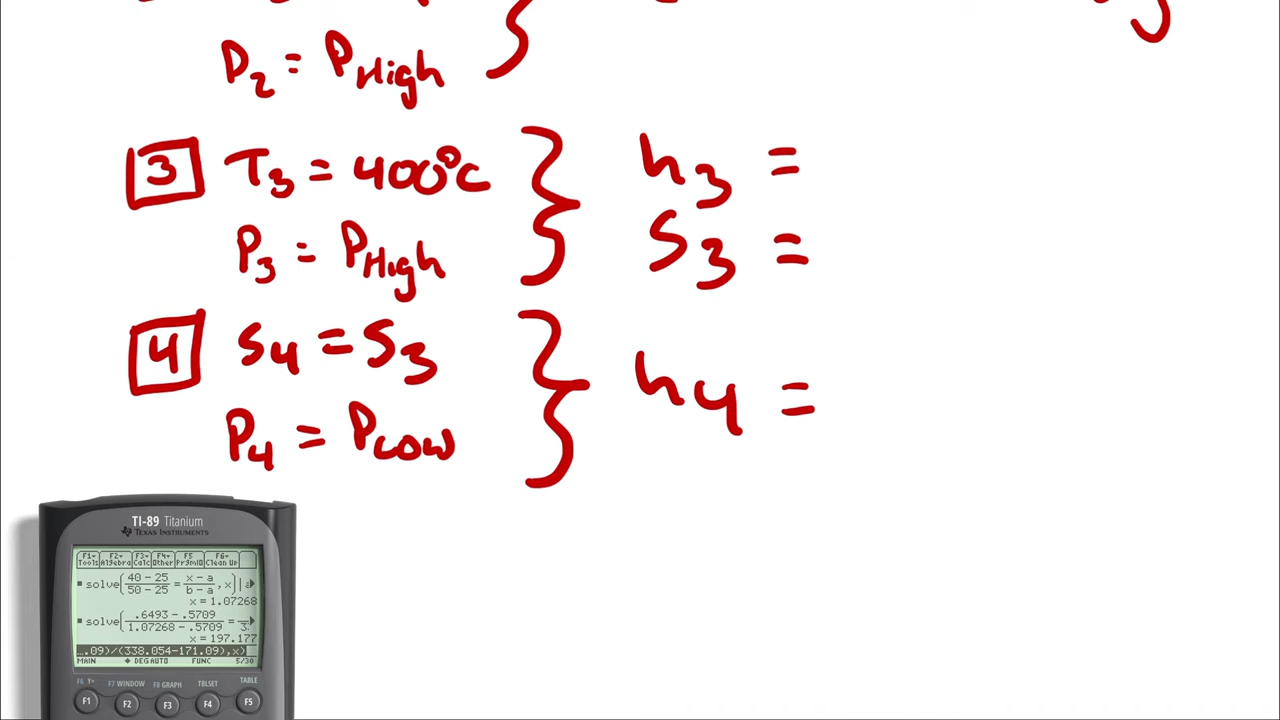 P2 = PHigh
3 T3 = 400°C
h3 =
P3 = PHigh
S3 =
4 S4 = S3
h4 =
P4 = PLow
TI-89 Titanium
TEXAS INSTRUMENTS
F1 Tools F2 Algebra F3 Calc F4 Other F5 PrgmIO F6 Clean Up
solve(40-25/50-25 = x-a/b-a, x)|
x = 1.07268
solve(.6493-.5709/1.07268-.5709 =
x = 197.177
….09)/(338.054-171.09),x)
MAIN DEG AUTO FUNC 5/30
F6 F7 WINDOW F8 GRAPH TBLSET TABLE
F1 F2 F3 F4 F5